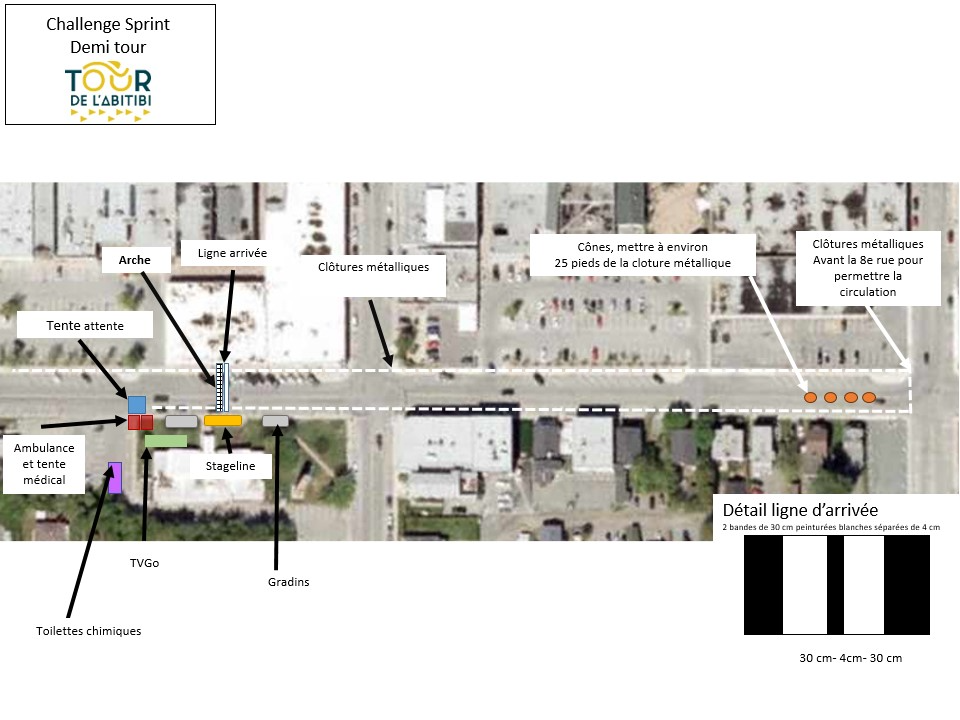 Challenge Sprint
Demi tour
TOUR
DE L'ABITIBI
Arche
Ligne arrivée
Clôtures métalliques
Cônes, mettre à environ
25 pieds de la cloture métallique
Clôtures métalliques
Avant la 8e rue pour
permettre la
circulation
Tente attente
Ambulance
et tente
médical
Stageline
TVGo
Gradins
Toilettes chimiques
Détail ligne d'arrivée
2 bandes de 30 cm peinturées blanches séparées de 4 cm
30 cm- 4cm- 30 cm